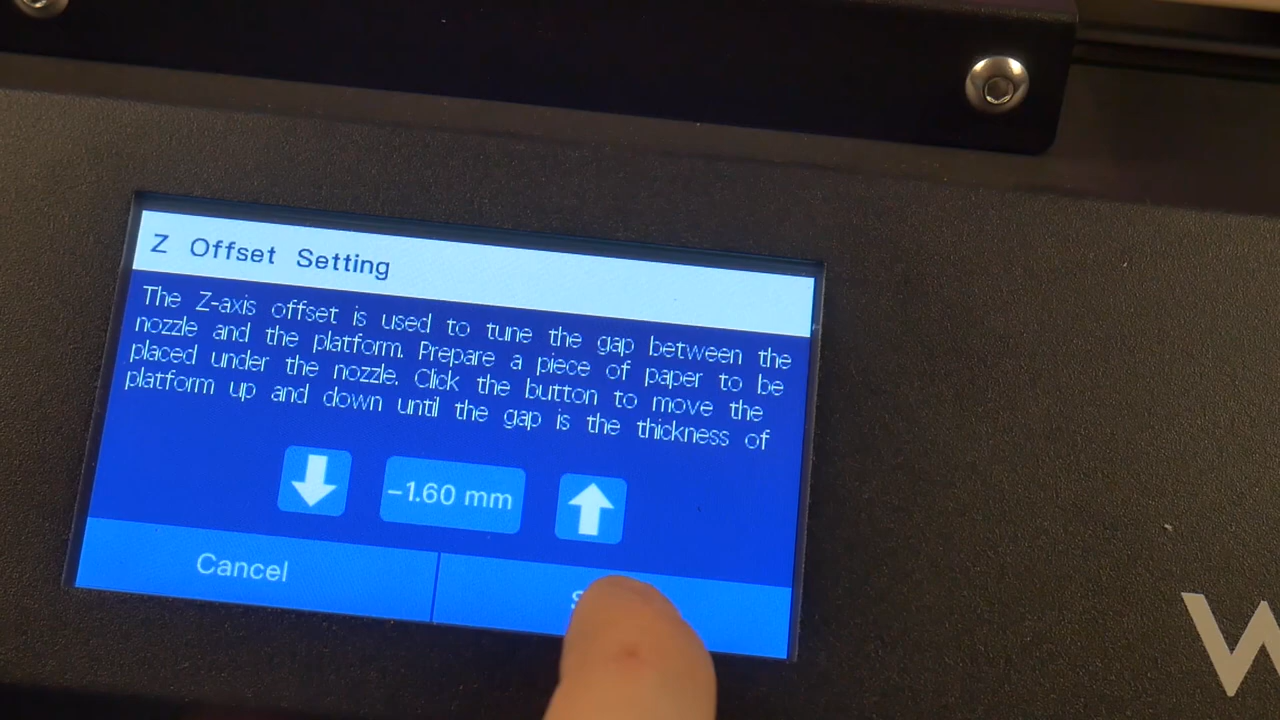 Z Offset Setting
The Z-axis offset is used to tune the gap between the
nozzle and the platform. Prepare a piece of paper to be
placed under the nozzle. Click the button to move the
platform up and down until the gap is the thickness of
-1.60 mm
Cancel
W